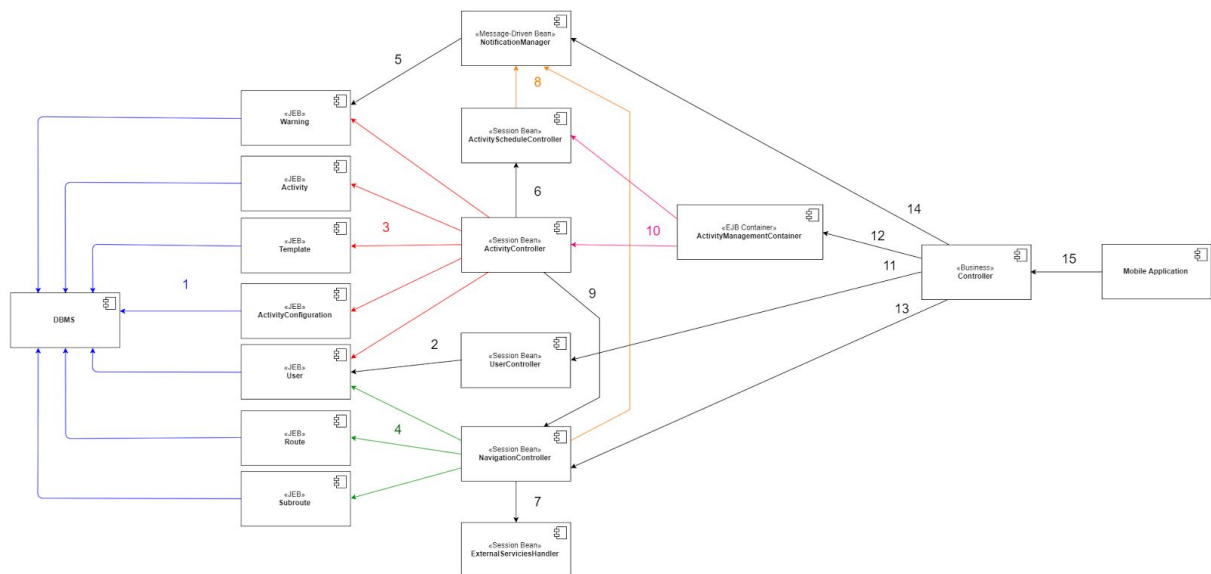 «Message-Driven Bean»
NotificationManager
5
8
«JEB»
Warning
«Session Bean»
ActivityScheduleController
«JEB»
Activity
6
14
«JEB»
Template
3
«Session Bean»
ActivityController
10
«EJB Container»
ActivityManagementContainer
12
11
«Business»
Controller
15
Mobile Application
1
DBMS
«JEB»
ActivityConfiguration
9
13
«JEB»
User
2
«Session Bean»
UserController
«JEB»
Route
4
«Session Bean»
NavigationController
«JEB»
Subroute
7
«Session Bean»
ExternalServiciesHandler